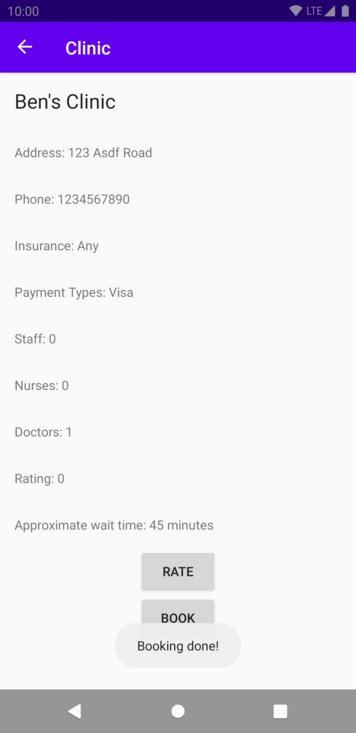 10:00 LTE
Clinic
Ben's Clinic
Address: 123 Asdf Road
Phone: 1234567890
Insurance: Any
Payment Types: Visa
Staff: 0
Nurses: 0
Doctors: 1
Rating: 0
Approximate wait time: 45 minutes
RATE
BOOK
Booking done!